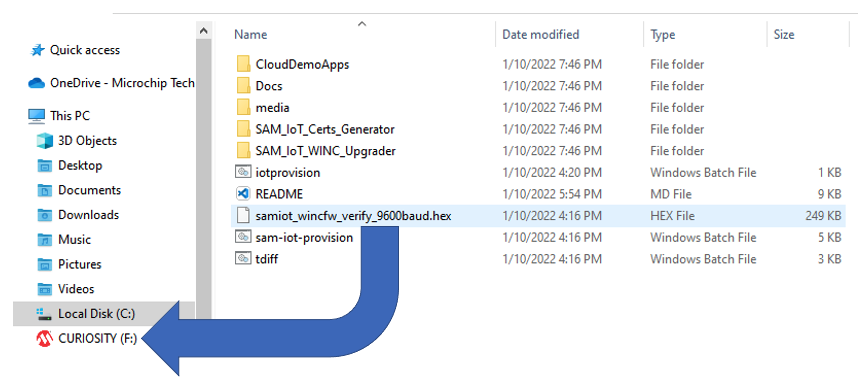 Name Date modified Type Size
Quick access
OneDrive - Microchip Tech
This PC
3D Objects
Desktop
Documents
Downloads
Music
Pictures
Videos
Local Disk (C:)
CURIOSITY (F:)
CloudDemoApps 1/10/2022 7:46 PM File folder
Docs 1/10/2022 7:46 PM File folder
media 1/10/2022 7:46 PM File folder
SAM_IoT_Certs_Generator 1/10/2022 7:46 PM File folder
SAM_IoT_WINC_Upgrader 1/10/2022 7:46 PM File folder
iotprovision 1/10/2022 4:20 PM Windows Batch File 1 KB
README 1/10/2022 5:54 PM MD File 9 KB
samiot_wincfw_verify_9600baud.hex 1/10/2022 4:16 PM HEX File 249 KB
sam-iot-provision 1/10/2022 4:16 PM Windows Batch File 5 KB
tdiff 1/10/2022 4:16 PM Windows Batch File 3 KB